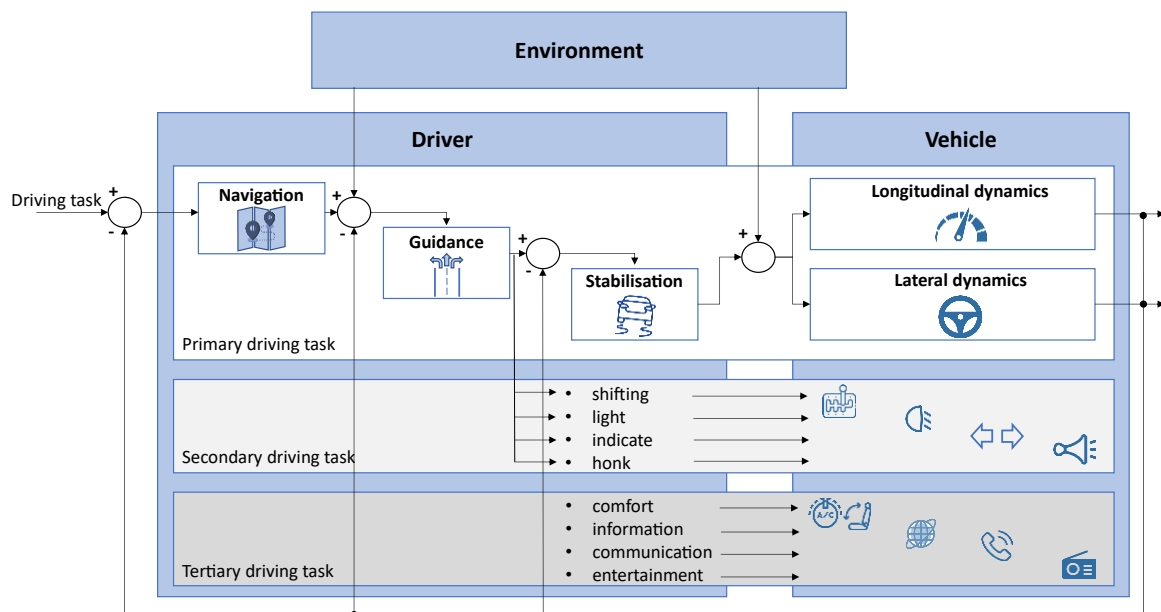 Environment
Driver
Vehicle
Driving task
+
-
Navigation
+
-
Guidance
+
-
Stabilisation
+
Longitudinal dynamics
Lateral dynamics
Primary driving task
• shifting
• light
• indicate
• honk
Secondary driving task
• comfort
• information
• communication
• entertainment
A/C
Tertiary driving task